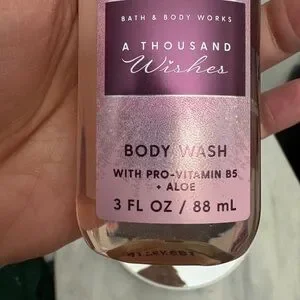 BATH & BODY WORKS
A THOUSAND
Wishes
BODY WASH
WITH PRO-VITAMIN B5
+ ALOE
3 FL OZ / 88 mL